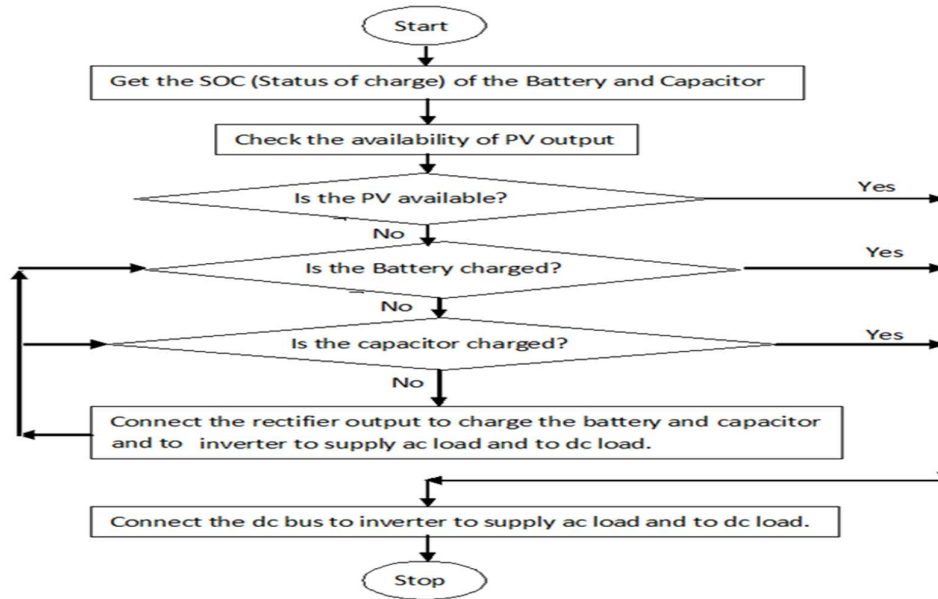 Start
Get the SOC (Status of charge) of the Battery and Capacitor
Check the availability of PV output
Is the PV available?
Yes
No
Is the Battery charged?
Yes
No
Is the capacitor charged?
Yes
No
Connect the rectifier output to charge the battery and capacitor
and to inverter to supply ac load and to dc load.
Connect the dc bus to inverter to supply ac load and to dc load.
Stop